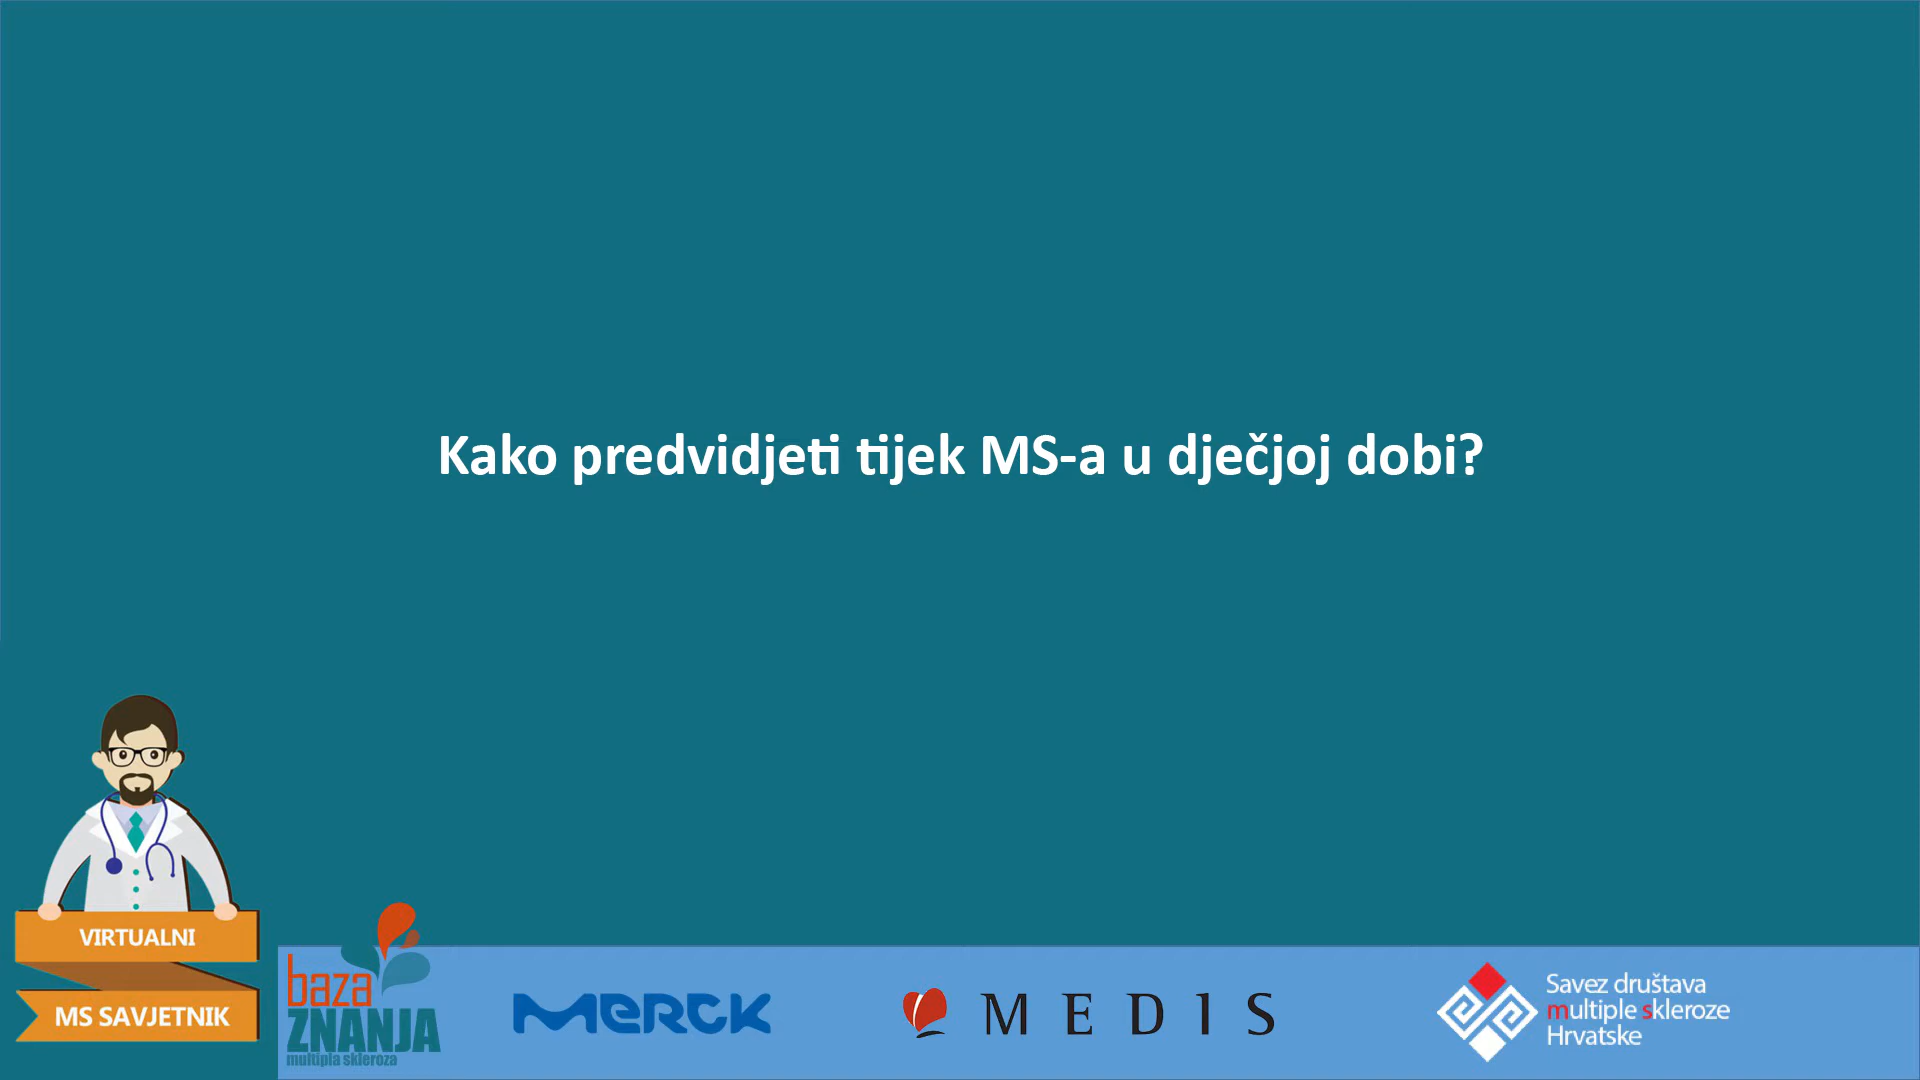 Kako predvidjeti tijek MS-a u dječjoj dobi?
VIRTUALNI
MS SAVJETNIK
baza
ZNANJA
multipla skleroza
MERCK
MEDIS
Savez društava
multiple skleroze
Hrvatske